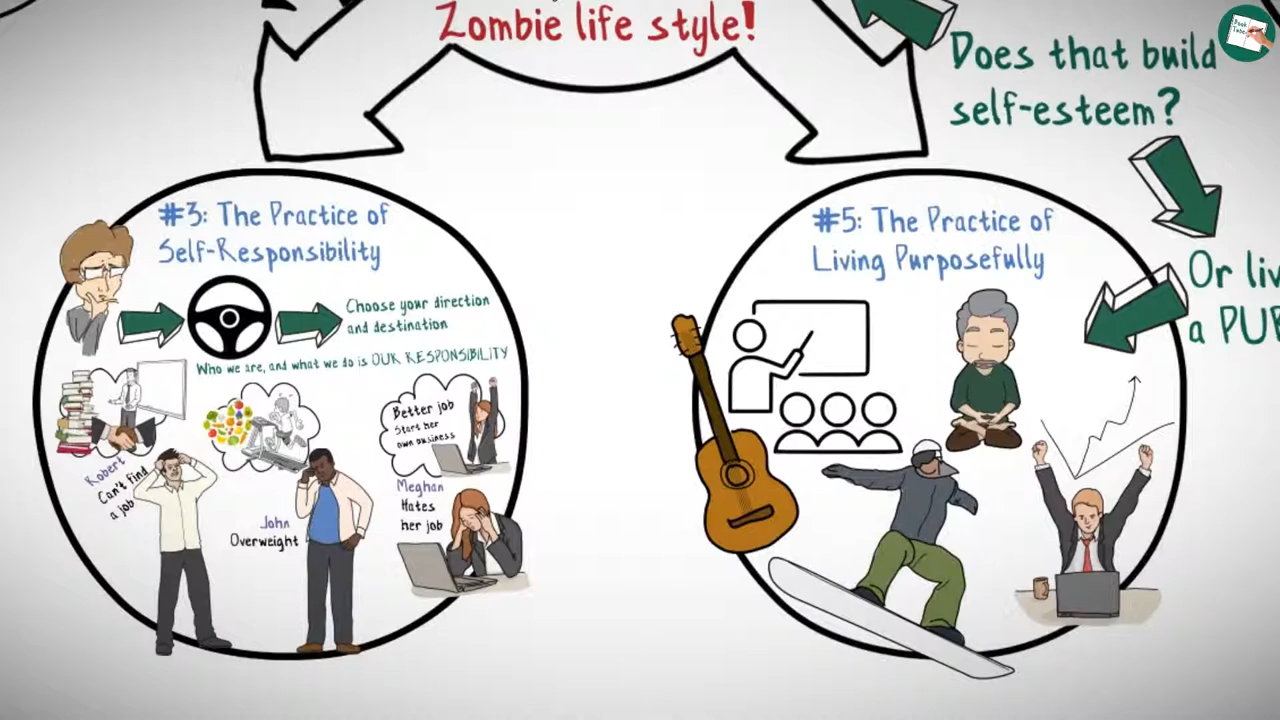 Zombie life style!
Does that build
self-esteem?
Or liv
a PUR
#3: The Practice of
Self-Responsibility
Choose your direction
and destination
Who we are, and what we do is OUR RESPONSIBILITY
Robert
Can't find
a job
John
Overweight
Better job
Start her
own business
Meghan
Hates
her job
#5: The Practice of
Living Purposefully
Book
Tube